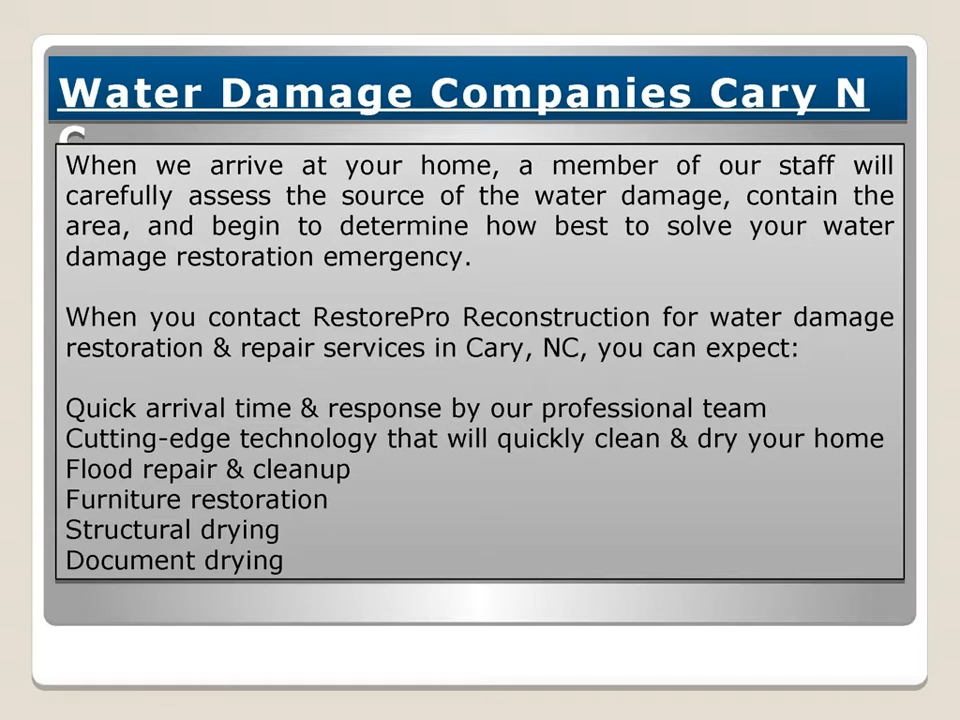 Water Damage Companies Cary N
C
When we arrive at your home, a member of our staff will
carefully assess the source of the water damage, contain the
area, and begin to determine how best to solve your water
damage restoration emergency.
When you contact RestorePro Reconstruction for water damage
restoration & repair services in Cary, NC, you can expect:
Quick arrival time & response by our professional team
Cutting-edge technology that will quickly clean & dry your home
Flood repair & cleanup
Furniture restoration
Structural drying
Document drying